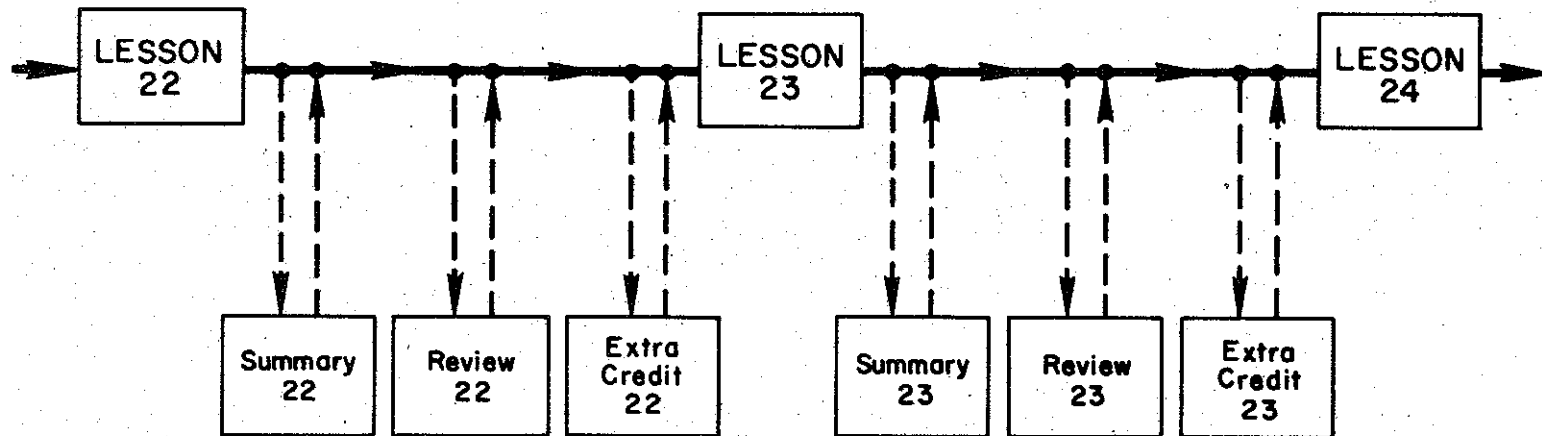 LESSON
22
LESSON
23
LESSON
24
Summary
22
Review
22
Extra
Credit
22
Summary
23
Review
23
Extra
Credit
23